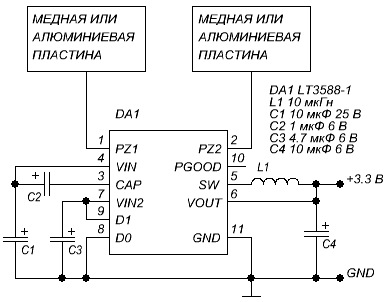 МЕДНАЯ ИЛИ
АЛЮМИНИЕВАЯ
ПЛАСТИНА
МЕДНАЯ ИЛИ
АЛЮМИНИЕВАЯ
ПЛАСТИНА
DA1 LT3588-1
L1 10 мкГн
C1 10 мкФ 25 В
C2 1 мкФ 6 В
C3 4.7 мкФ 6 В
C4 10 мкФ 6 В
DA1
1 PZ1 PZ2 2
4 VIN PGOOD 10
3 CAP SW 5
7 VIN2 VOUT 6
9 D1
8 D0 GND 11
L1
+3.3 В
+ C2
+ C1
+ C3
+ C4
GND